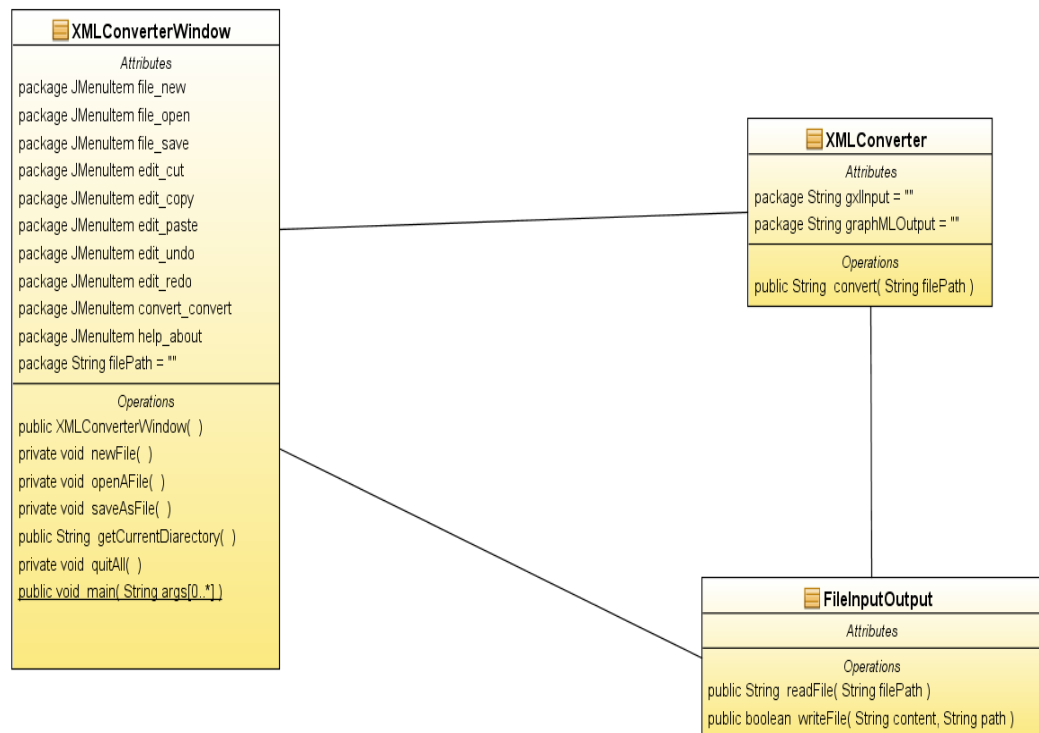 XMLConverterWindow
Attributes
package JMenuItem file_new
package JMenuItem file_open
package JMenuItem file_save
package JMenuItem edit_cut
package JMenuItem edit_copy
package JMenuItem edit_paste
package JMenuItem edit_undo
package JMenuItem edit_redo
package JMenuItem convert_convert
package JMenuItem help_about
package String filePath = ""
Operations
public XMLConverterWindow( )
private void newFile( )
private void openAFile( )
private void saveAsFile( )
public String getCurrentDiarectory( )
private void quitAll( )
public void main( String args[0..*] )
XMLConverter
Attributes
package String gxlInput = ""
package String graphMLOutput = ""
Operations
public String convert( String filePath )
FileInputOutput
Attributes
Operations
public String readFile( String filePath )
public boolean writeFile( String content, String path )